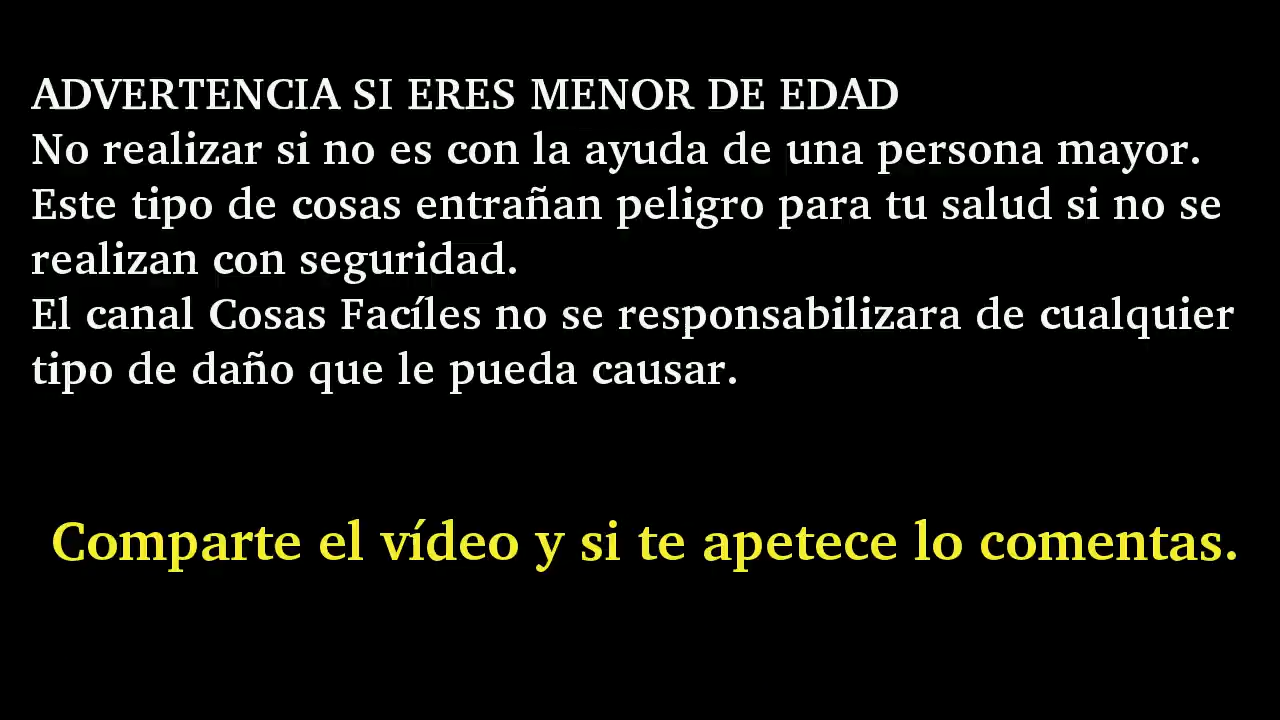 ADVERTENCIA SI ERES MENOR DE EDAD
No realizar si no es con la ayuda de una persona mayor.
Este tipo de cosas entrañan peligro para tu salud si no se
realizan con seguridad.
El canal Cosas Facíles no se responsabilizara de cualquier
tipo de daño que le pueda causar.
Comparte el vídeo y si te apetece lo comentas.